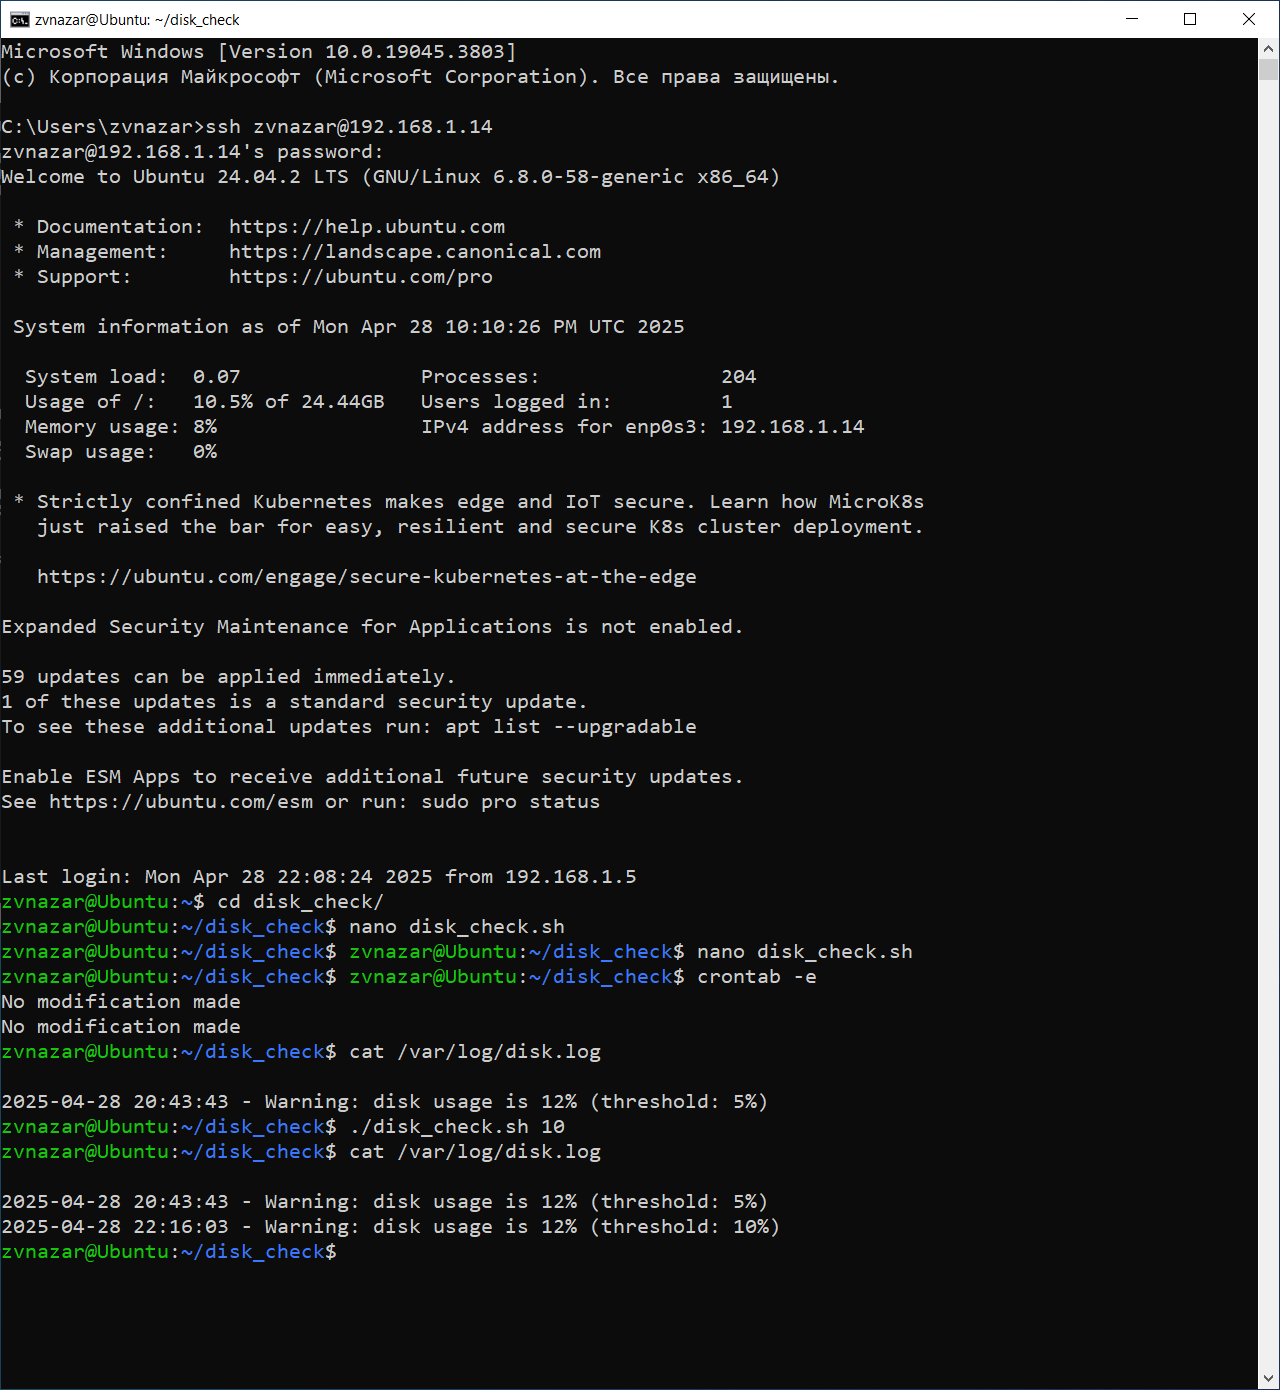 zvnazar@Ubuntu: ~/disk_check
Microsoft Windows [Version 10.0.19045.3803]
(c) Корпорация Майкрософт (Microsoft Corporation). Все права защищены.
C:\Users\zvnazar>ssh zvnazar@192.168.1.14
zvnazar@192.168.1.14's password:
Welcome to Ubuntu 24.04.2 LTS (GNU/Linux 6.8.0-58-generic x86_64)
 * Documentation:  https://help.ubuntu.com
 * Management:     https://landscape.canonical.com
 * Support:        https://ubuntu.com/pro
 System information as of Mon Apr 28 10:10:26 PM UTC 2025
  System load:  0.07               Processes:               204
  Usage of /:   10.5% of 24.44GB   Users logged in:         1
  Memory usage: 8%                 IPv4 address for enp0s3: 192.168.1.14
  Swap usage:   0%
 * Strictly confined Kubernetes makes edge and IoT secure. Learn how MicroK8s
   just raised the bar for easy, resilient and secure K8s cluster deployment.
   https://ubuntu.com/engage/secure-kubernetes-at-the-edge
Expanded Security Maintenance for Applications is not enabled.
59 updates can be applied immediately.
1 of these updates is a standard security update.
To see these additional updates run: apt list --upgradable
Enable ESM Apps to receive additional future security updates.
See https://ubuntu.com/esm or run: sudo pro status
Last login: Mon Apr 28 22:08:24 2025 from 192.168.1.5
zvnazar@Ubuntu:~$ cd disk_check/
zvnazar@Ubuntu:~/disk_check$ nano disk_check.sh
zvnazar@Ubuntu:~/disk_check$ zvnazar@Ubuntu:~/disk_check$ nano disk_check.sh
zvnazar@Ubuntu:~/disk_check$ zvnazar@Ubuntu:~/disk_check$ crontab -e
No modification made
No modification made
zvnazar@Ubuntu:~/disk_check$ cat /var/log/disk.log
2025-04-28 20:43:43 - Warning: disk usage is 12% (threshold: 5%)
zvnazar@Ubuntu:~/disk_check$ ./disk_check.sh 10
zvnazar@Ubuntu:~/disk_check$ cat /var/log/disk.log
2025-04-28 20:43:43 - Warning: disk usage is 12% (threshold: 5%)
2025-04-28 22:16:03 - Warning: disk usage is 12% (threshold: 10%)
zvnazar@Ubuntu:~/disk_check$